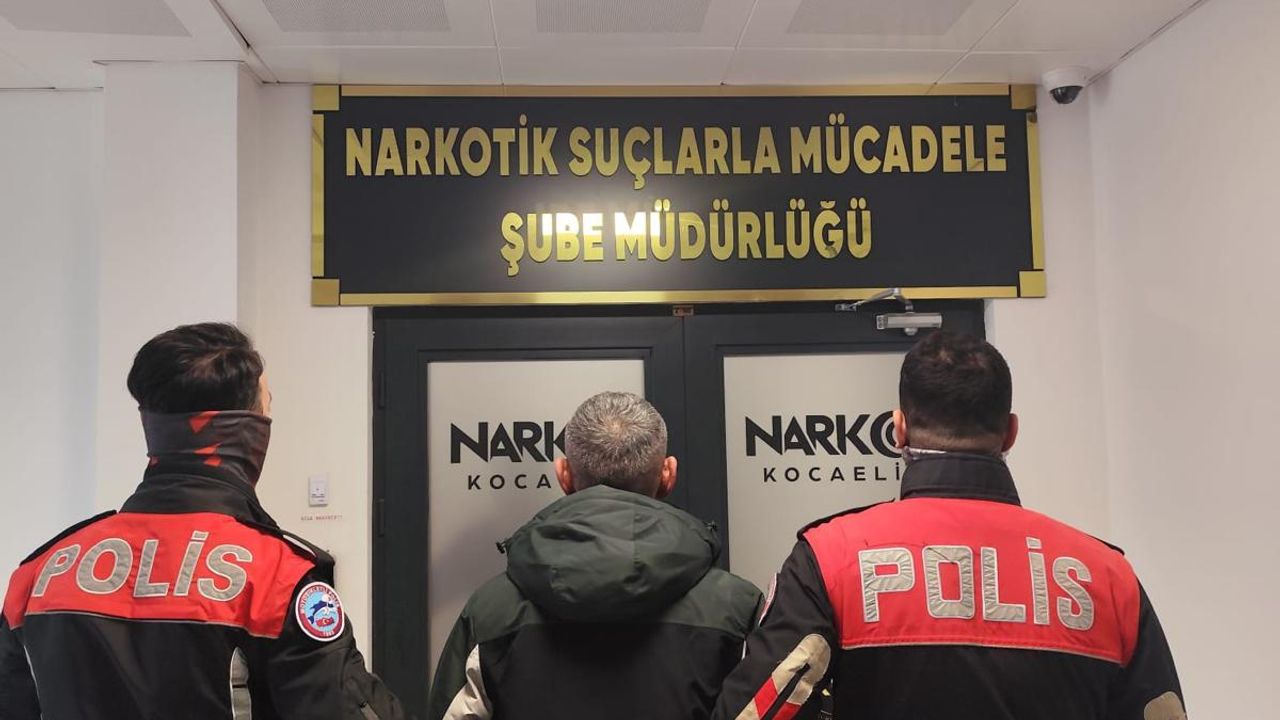 NARKOTİK SUÇLARLA MÜCADELE
ŞUBE MÜDÜRLÜĞÜ
NARK
KOCA
NARKO
KOCAELİ
POLİS
POLİS